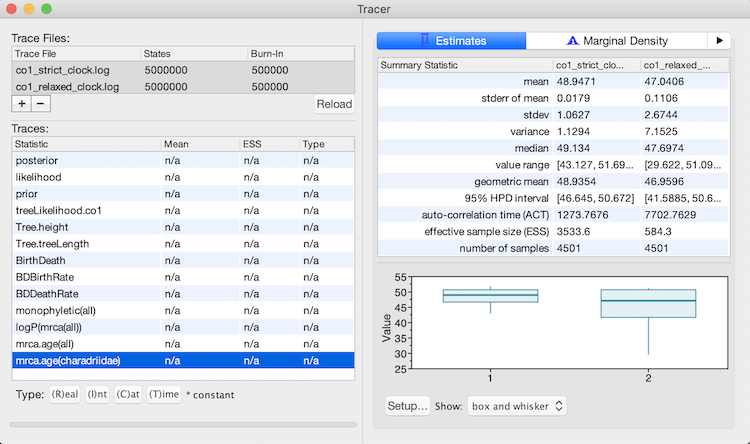 Tracer
Trace Files:
Trace File States Burn-In
co1_strict_clock.log 5000000 500000
co1_relaxed_clock.log 5000000 500000
+ − Reload
Traces:
Statistic Mean ESS Type
posterior n/a n/a n/a
likelihood n/a n/a n/a
prior n/a n/a n/a
treeLikelihood.co1 n/a n/a n/a
Tree.height n/a n/a n/a
Tree.treeLength n/a n/a n/a
BirthDeath n/a n/a n/a
BDBirthRate n/a n/a n/a
BDDeathRate n/a n/a n/a
monophyletic(all) n/a n/a n/a
logP(mrca(all)) n/a n/a n/a
mrca.age(all) n/a n/a n/a
mrca.age(charadriidae) n/a n/a n/a
Type: (R)eal (I)nt (C)at (T)ime * constant
Estimates Marginal Density
Summary Statistic co1_strict_clo... co1_relaxed_...
mean 48.9471 47.0406
stderr of mean 0.0179 0.1106
stdev 1.0627 2.6744
variance 1.1294 7.1525
median 49.134 47.6974
value range [43.127, 51.69... [29.622, 51.09...
geometric mean 48.9354 46.9596
95% HPD interval [46.645, 50.672] [41.5885, 50.6...
auto-correlation time (ACT) 1273.7676 7702.7629
effective sample size (ESS) 3533.6 584.3
number of samples 4501 4501
55
50
45
40
35
30
25
Value
1 2
Setup... Show: box and whisker